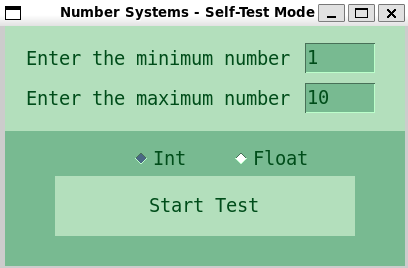 Number Systems - Self-Test Mode
Enter the minimum number 1
Enter the maximum number 10
Int Float
Start Test